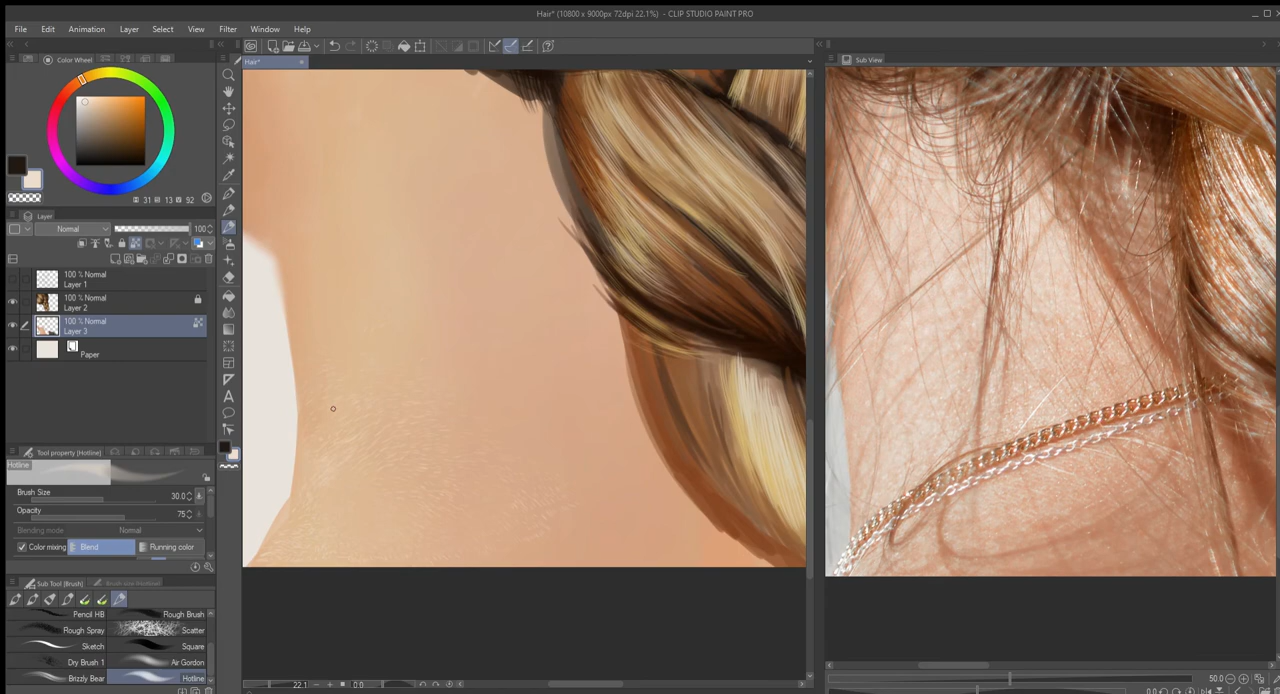 Hair* (10800 x 9000px 72dpi 22.1%) - CLIP STUDIO PAINT PRO
File Edit Animation Layer Select View Filter Window Help
Color Wheel
Hair*
Sub View
31 13 92
Layer
Normal 100
100 % Normal
Layer 1
100 % Normal
Layer 2
100 % Normal
Layer 3
Paper
Tool property [Hotline]
Hotline
Brush Size 30.0
Opacity 75
Blending mode Normal
Color mixing Blend Running color
Sub Tool [Brush]
Pencil HB Rough Brush
Rough Spray Scatter
Sketch Square
Dry Brush 1 Air Gordon
Brizzly Bear Hotline
22.1 0.0
50.0
0.0